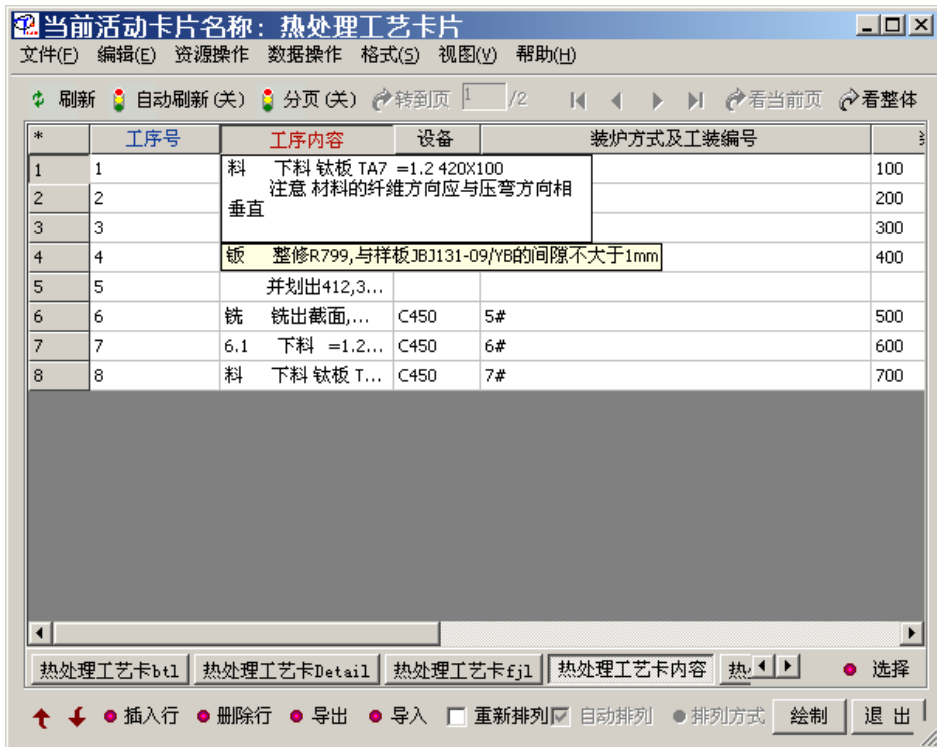 当前活动卡片名称: 热处理工艺卡片
文件(F) 编辑(E) 资源操作 数据操作 格式(S) 视图(V) 帮助(H)
刷新 自动刷新(关) 分页(关) 转到页 1 /2 看当前页 看整体
* 工序号 工序内容 设备 装炉方式及工装编号
1 1 料 下料 钛板 TA7 =1.2 420X100 100
注意 材料的纤维方向应与压弯方向相
垂直
2 2 200
3 3 300
4 4 钣 整修R799,与样板JBJ131-09/YB的间隙不大于1mm 400
5 5 并划出412,3...
6 6 铣 铣出截面,... C450 5# 500
7 7 6.1 下料 =1.2... C450 6# 600
8 8 料 下料 钛板 T... C450 7# 700
热处理工艺卡btl 热处理工艺卡Detail 热处理工艺卡fjl 热处理工艺卡内容 热 选择
插入行 删除行 导出 导入 重新排列 自动排列 排列方式 绘制 退 出